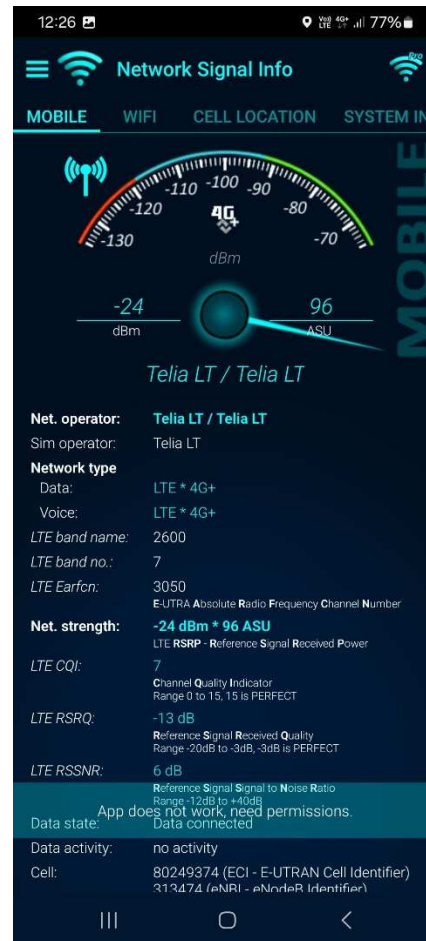 12:26
Vo)) LTE 4G+ 77%
Network Signal Info
Pro
MOBILE WIFI CELL LOCATION SYSTEM IN
-130 -120 -110 -100 -90 -80 -70
4G+
dBm
-24 96
dBm ASU
MOBILE
Telia LT / Telia LT
Net. operator: Telia LT / Telia LT
Sim operator: Telia LT
Network type
Data: LTE * 4G+
Voice: LTE * 4G+
LTE band name: 2600
LTE band no.: 7
LTE Earfcn: 3050
E-UTRA Absolute Radio Frequency Channel Number
Net. strength: -24 dBm * 96 ASU
LTE RSRP - Reference Signal Received Power
LTE CQI: 7
Channel Quality Indicator
Range 0 to 15, 15 is PERFECT
LTE RSRQ: -13 dB
Reference Signal Received Quality
Range -20dB to -3dB, -3dB is PERFECT
LTE RSSNR: 6 dB
Reference Signal Signal to Noise Ratio
Range -12dB to +40dB
App does not work, need permissions.
Data state: Data connected
Data activity: no activity
Cell: 80249374 (ECI - E-UTRAN Cell Identifier)
313474 (eNBI - eNodeB Identifier)